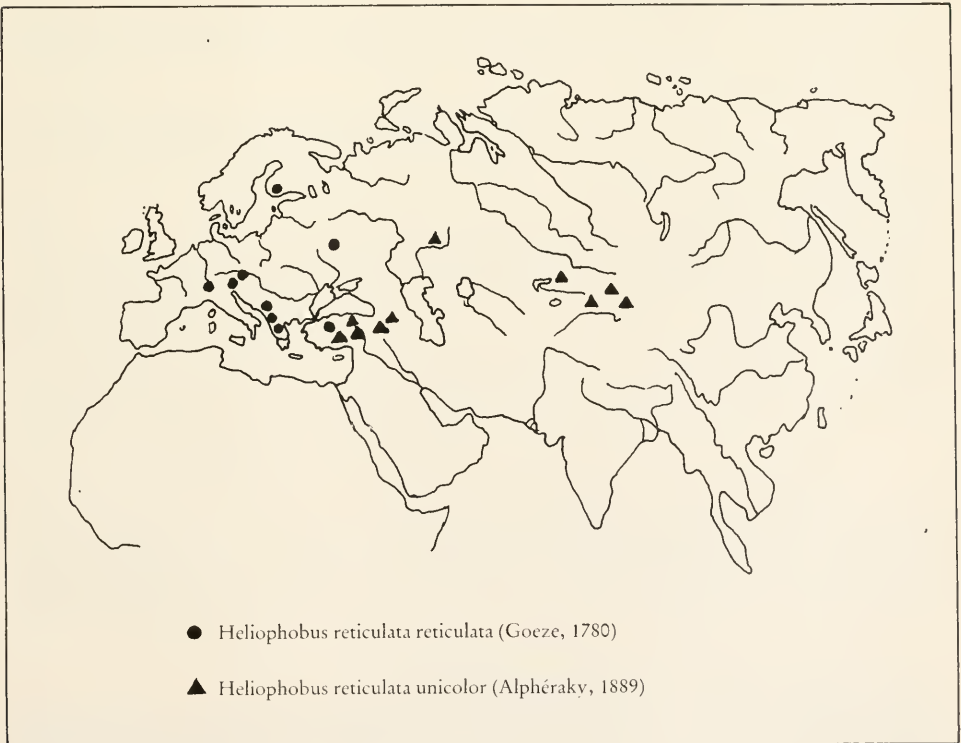 Heliophobus reticulata reticulata (Goeze, 1780)
Heliophobus reticulata unicolor (Alphéraky, 1889)